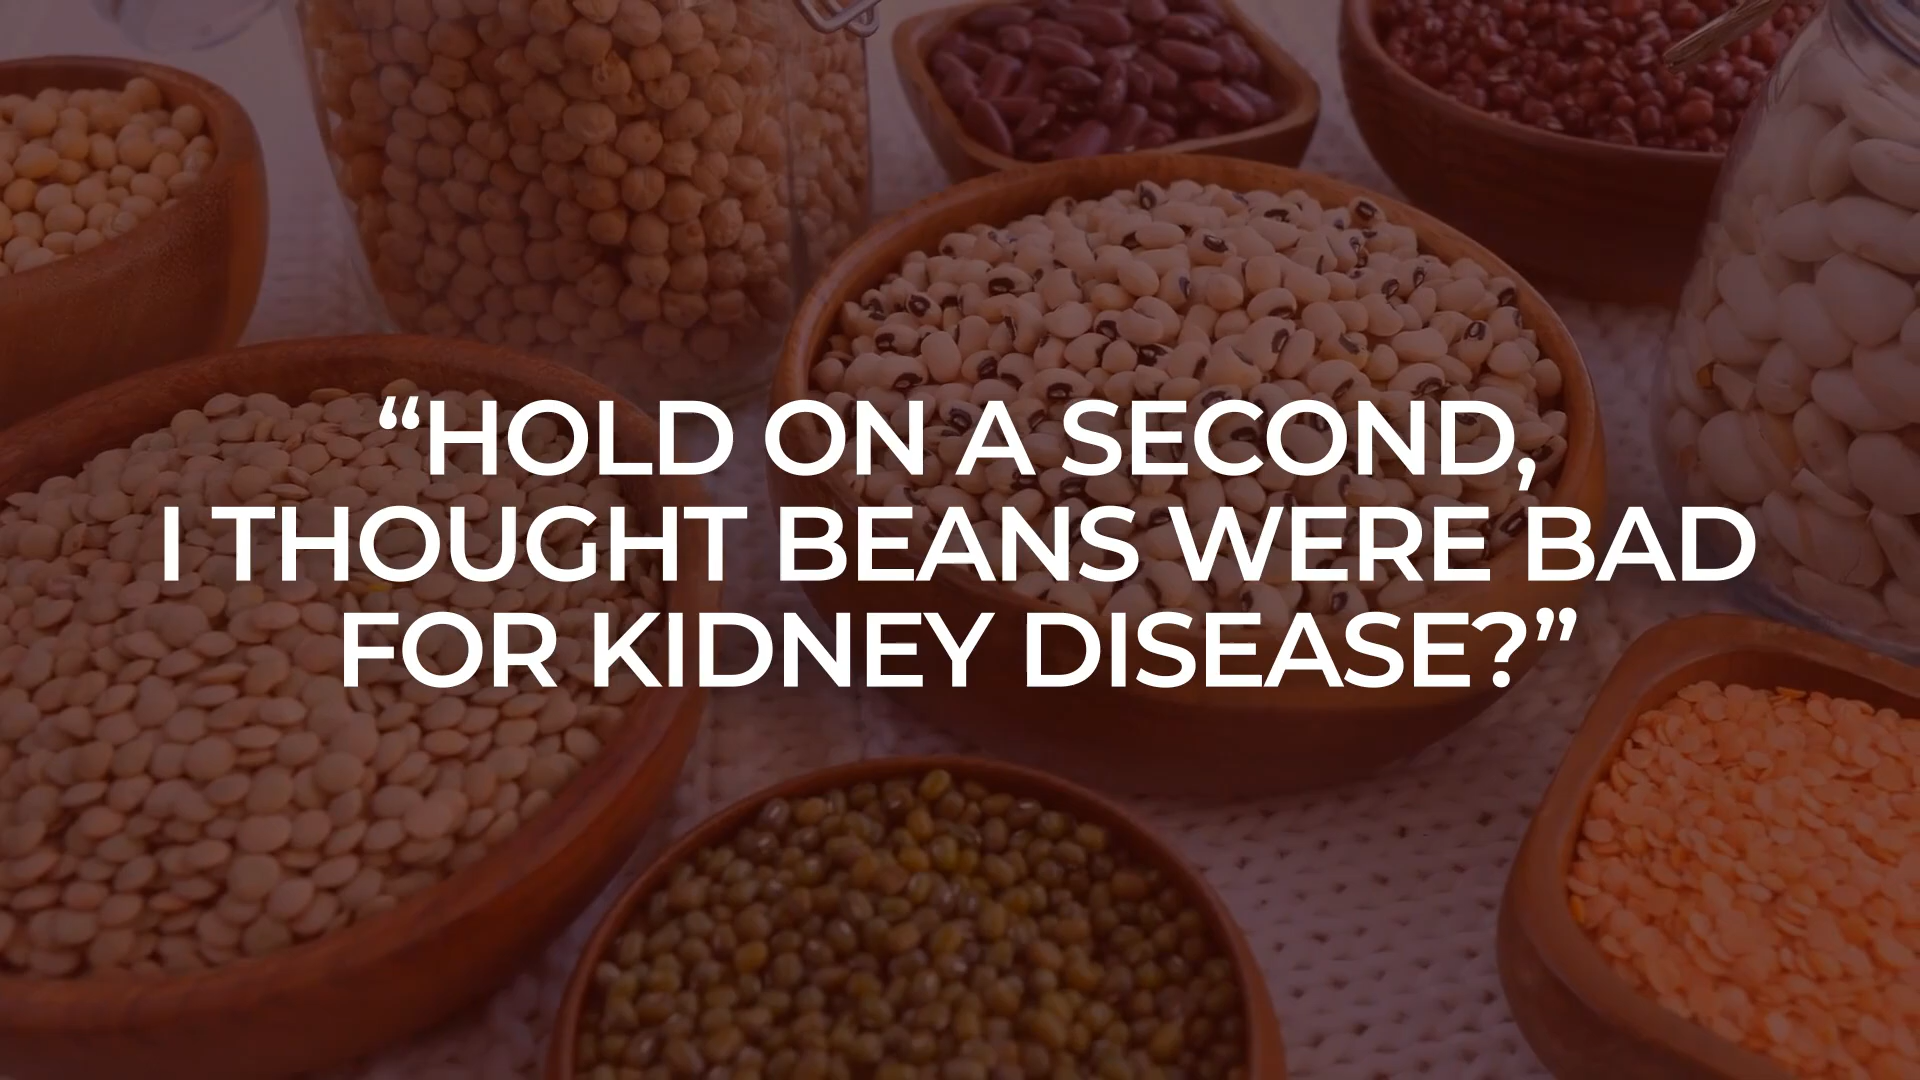 “HOLD ON A SECOND,
I THOUGHT BEANS WERE BAD
FOR KIDNEY DISEASE?”